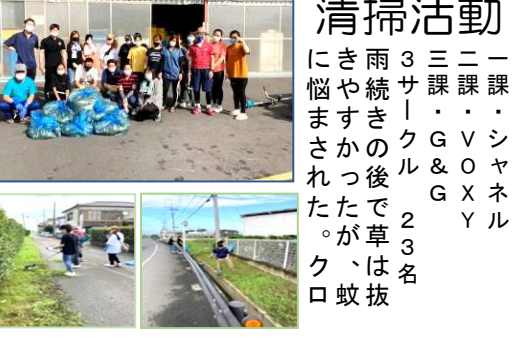 清掃活動
一課・シャネル
二課・VOXY
三課・G&G
3サークル 23名
雨続きの後で草は抜
きやすかったが、蚊
に悩まされた。クロ